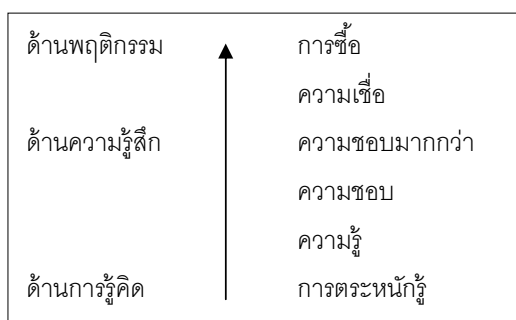 ด้านพฤติกรรม การซื้อ
ความเชื่อ
ด้านความรู้สึก ความชอบมากกว่า
ความชอบ
ความรู้
ด้านการรู้คิด การตระหนักรู้